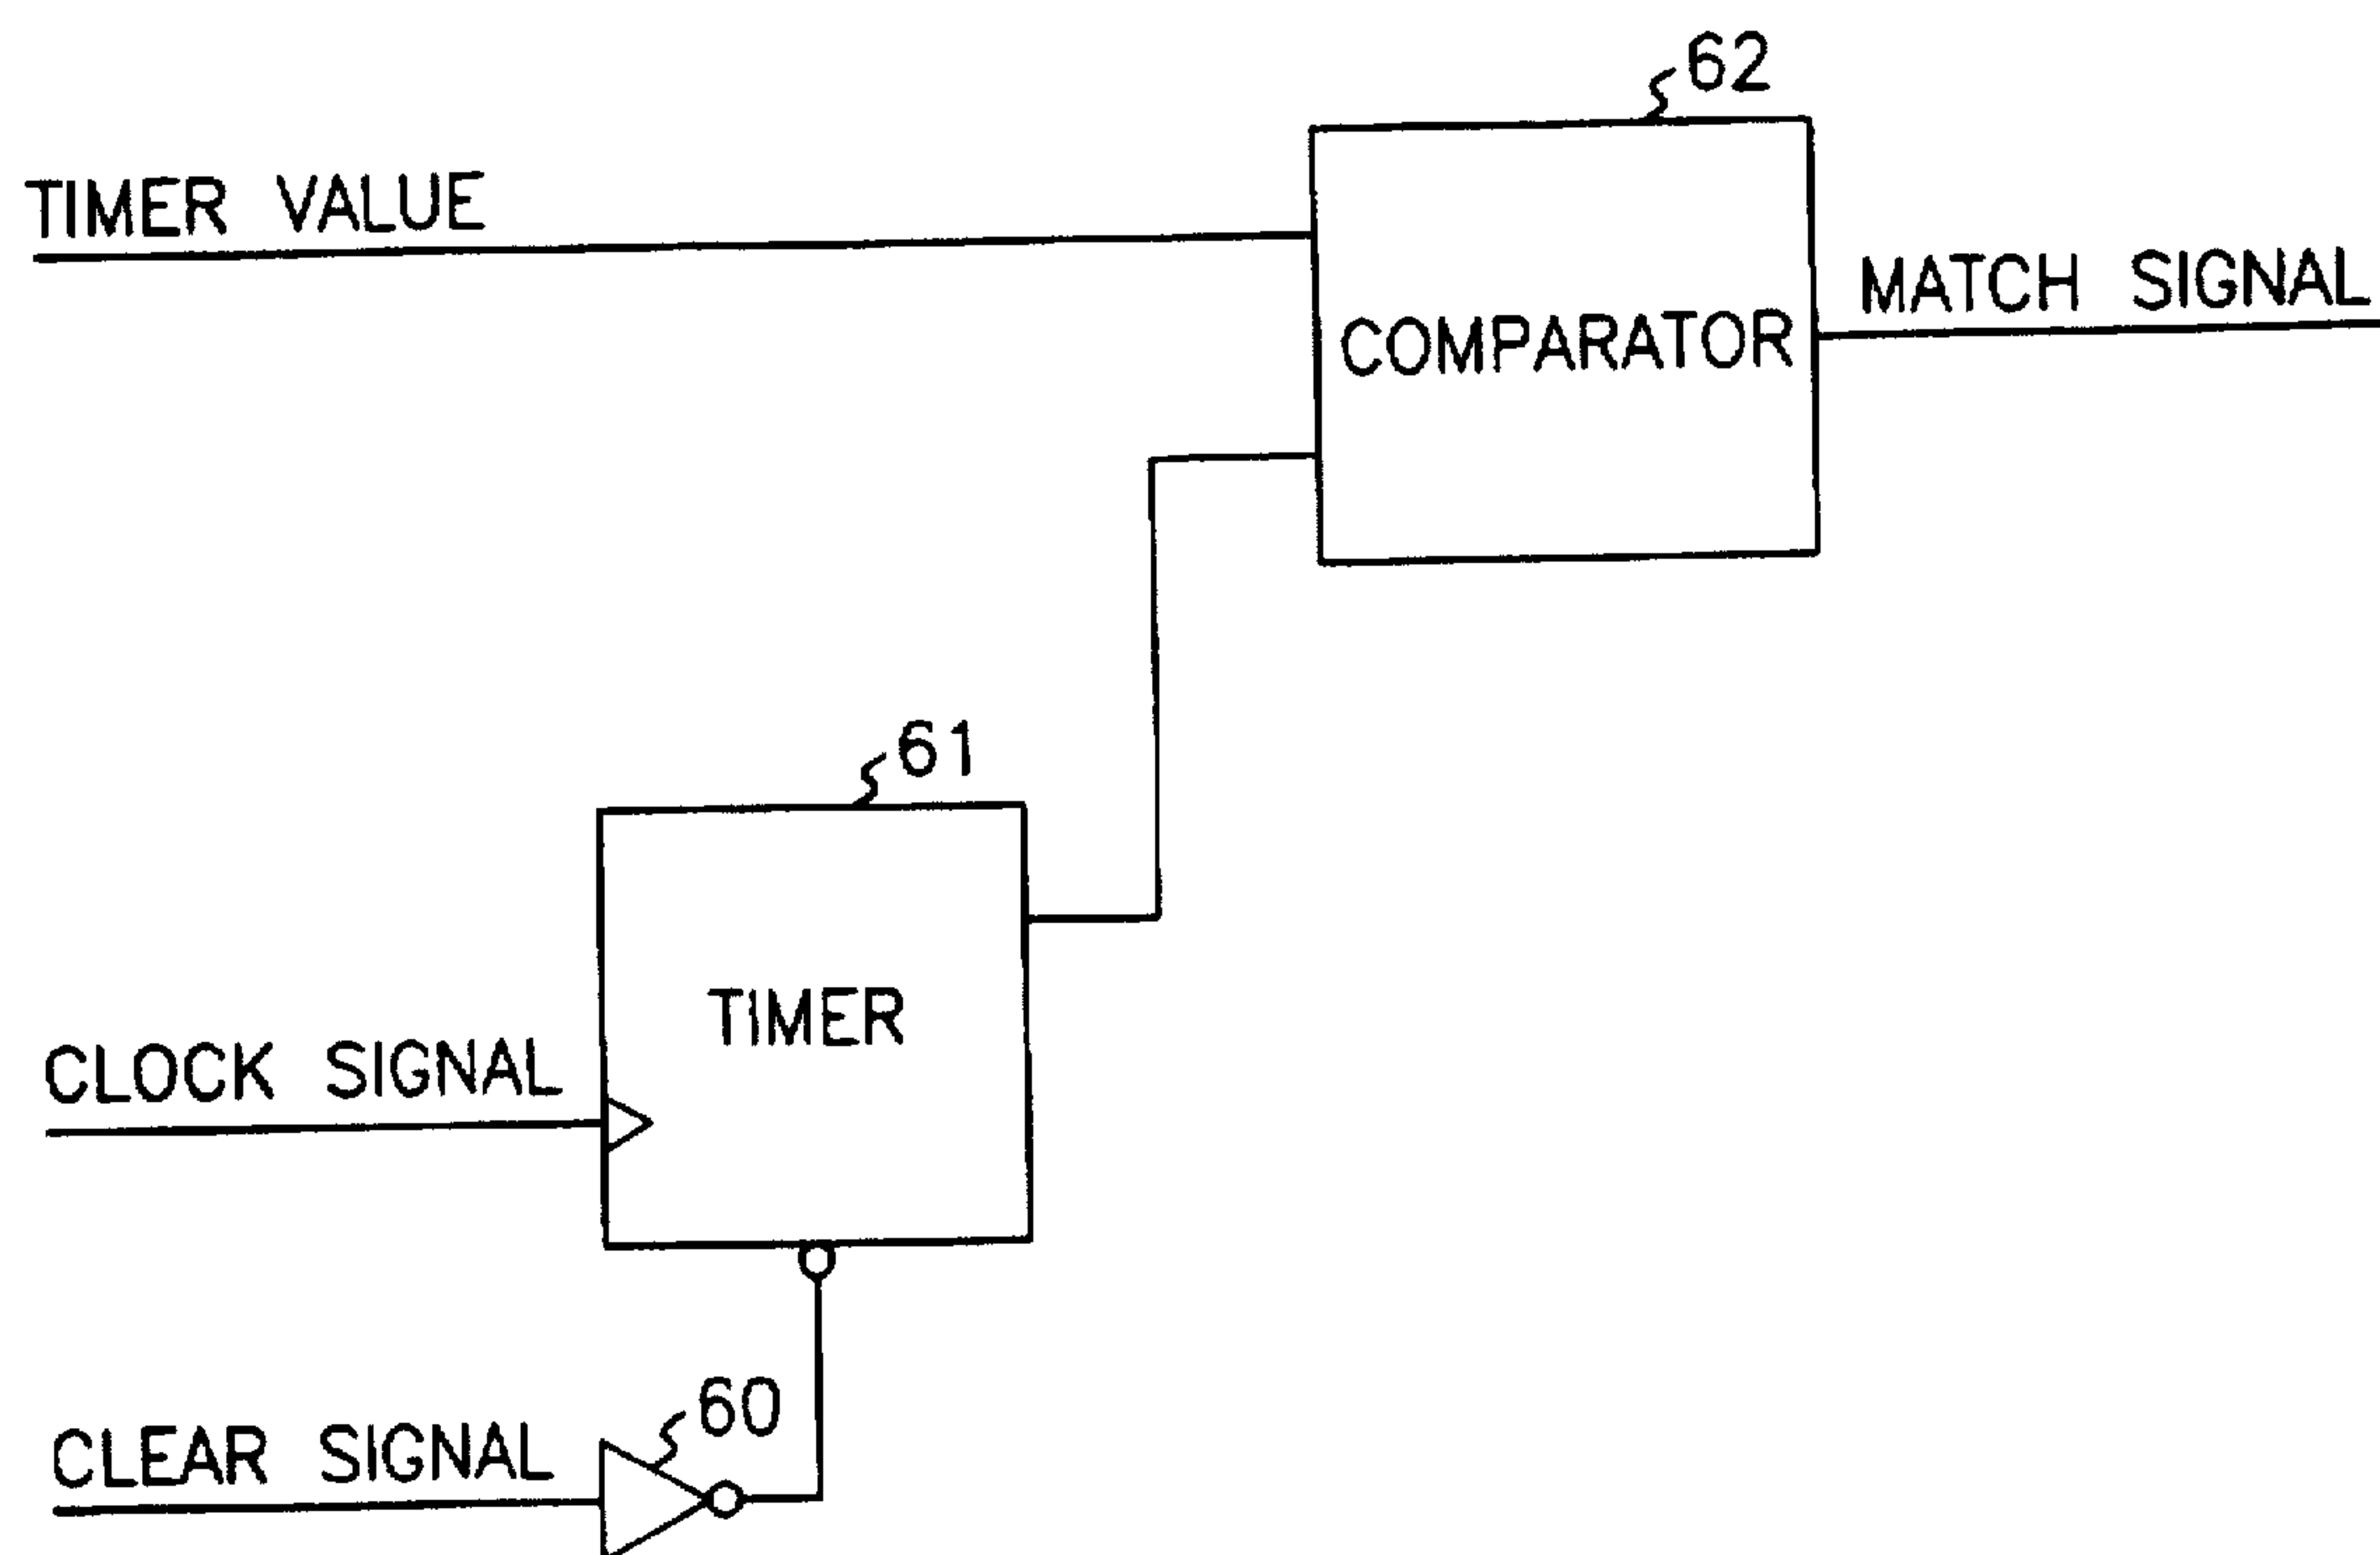 62
TIMER VALUE
MATCH SIGNAL
COMPARATOR
61
TIMER
CLOCK SIGNAL
60
CLEAR SIGNAL